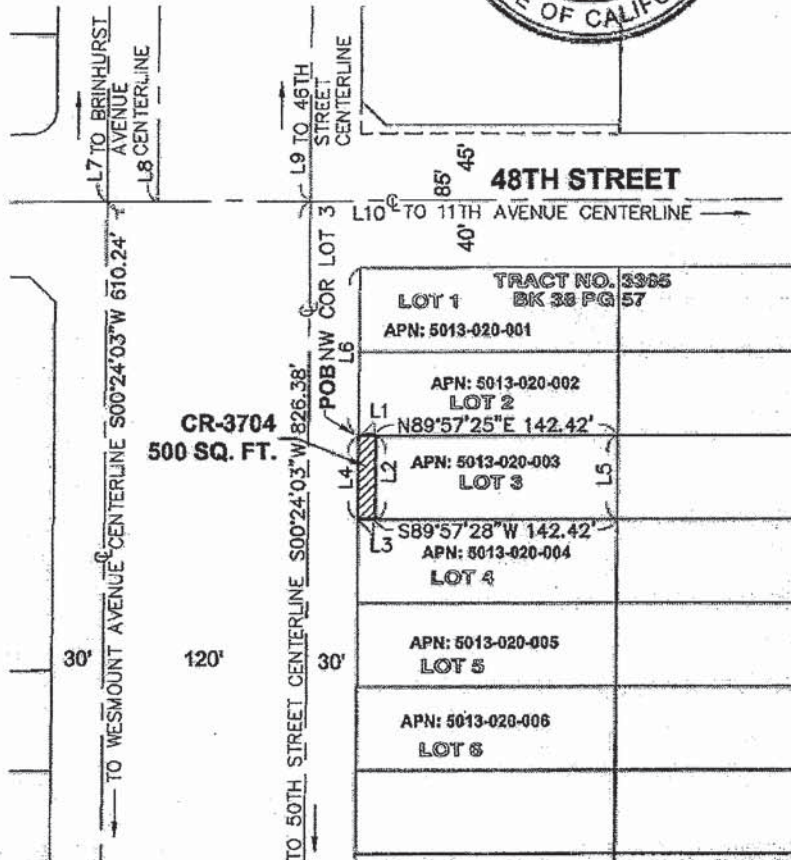 E OF CALIFO
L7 TO BRINHURST
AVENUE
CENTERLINE
L8
L9 TO 46TH
STREET
CENTERLINE
85'
45'
48TH STREET
L10 ℄ TO 11TH AVENUE CENTERLINE
40'
℄
TO WESMOUNT AVENUE CENTERLINE S00°24'03"W 610.24'
℄
TO 50TH STREET CENTERLINE S00°24'03"W 826.38'
POB NW COR LOT 3
L6
TRACT NO. 3365
BK 38 PG 57
LOT 1
APN: 5013-020-001
APN: 5013-020-002
LOT 2
L1
N89°57'25"E 142.42'
CR-3704
500 SQ. FT.
L4
L2
APN: 5013-020-003
LOT 3
L5
S89°57'28"W 142.42'
L3
APN: 5013-020-004
LOT 4
30'
120'
30'
APN: 5013-020-005
LOT 5
APN: 5013-020-006
LOT 6